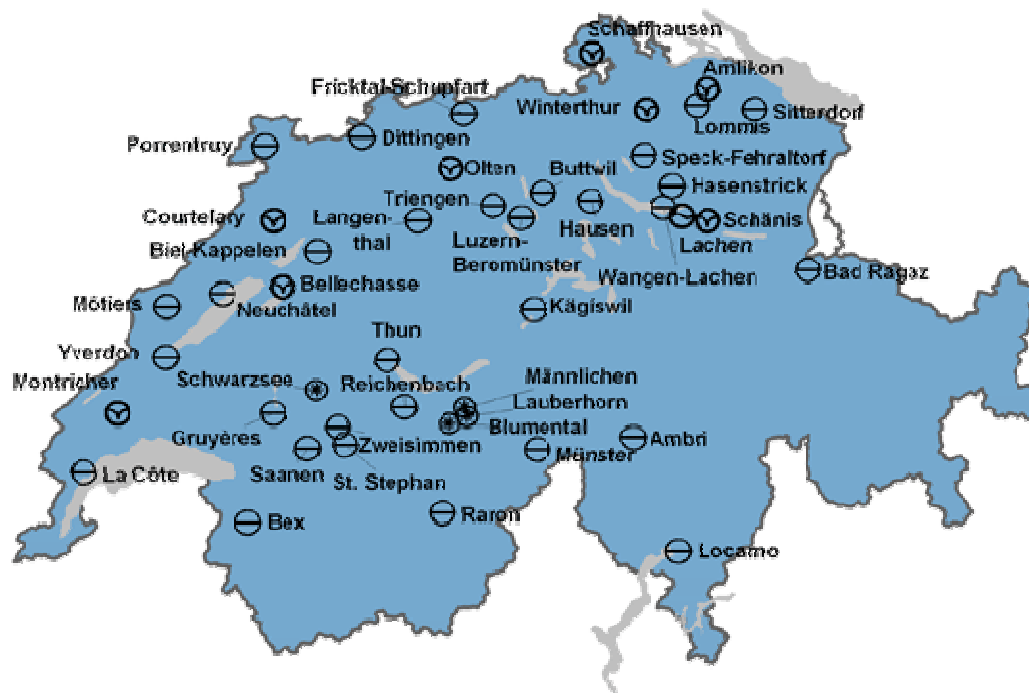 Schaffhausen
Amlikon
Fricktal-Schupfart
Winterthur
Lommis
Sitterdorf
Porrentruy
Dittingen
Speck-Fehraltorf
Olten
Buttwil
Hasenstrick
Triengen
Courtelary
Langen-
thal
Hausen
Schänis
Luzern-
Beromünster
Lachen
Biel-Kappelen
Wangen-Lachen
Bad Ragaz
Bellechasse
Môtiers
Neuchâtel
Kägiswil
Thun
Yverdon
Schwarzsee
Reichenbach
Männlichen
Montricher
Lauberhorn
Gruyères
Zweisimmen
Blumental
Ambri
Münster
La Côte
Saanen
St. Stephan
Bex
Raron
Locarno